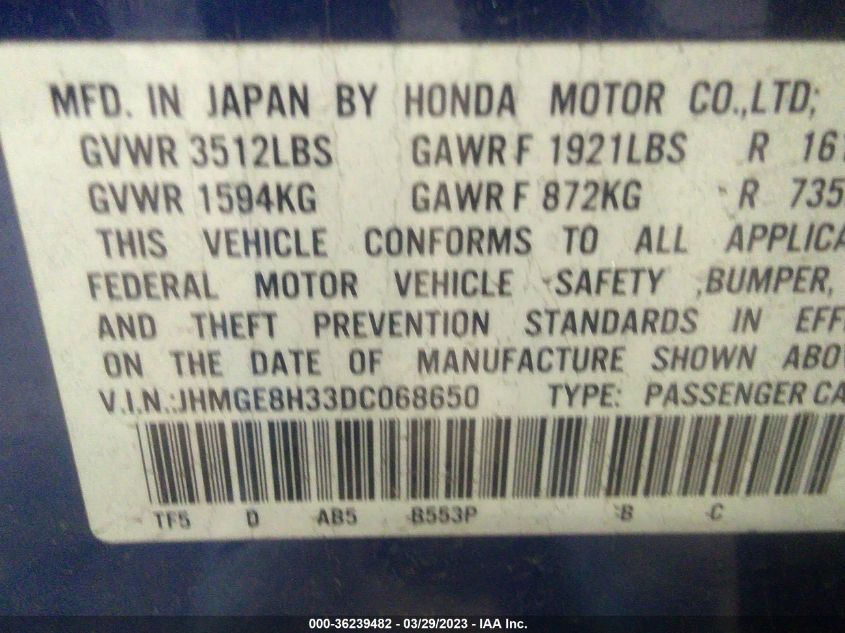 MFD. IN JAPAN BY HONDA MOTOR CO.,LTD;
GVWR 3512LBS GAWR F 1921LBS R 161
GVWR 1594KG GAWR F 872KG R 735
THIS VEHICLE CONFORMS TO ALL APPLICA
FEDERAL MOTOR VEHICLE SAFETY ,BUMPER,
AND THEFT PREVENTION STANDARDS IN EFF
ON THE DATE OF MANUFACTURE SHOWN ABO
V.I.N.:JHMGE8H33DC068650 TYPE: PASSENGER CA
TF5 D AB5 -B553P -B -C
000-36239482 - 03/29/2023 - IAA Inc.